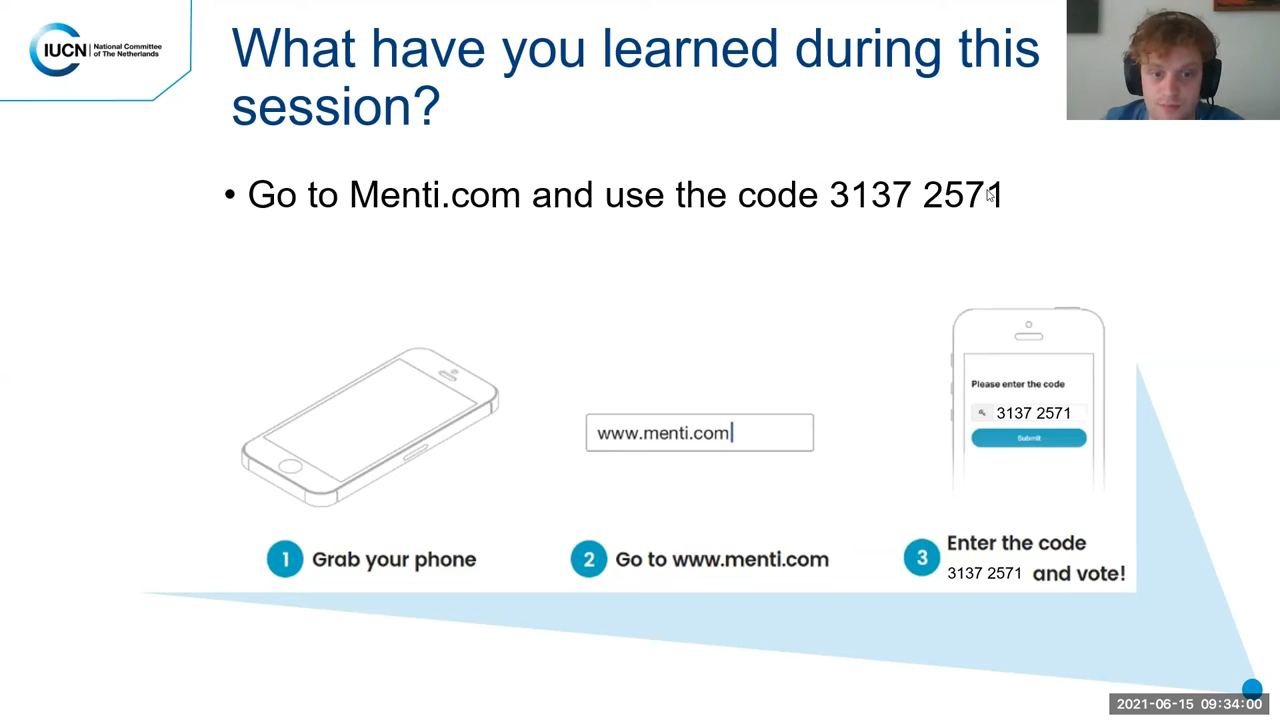 IUCN
National Committee
of The Netherlands
What have you learned during this
session?
• Go to Menti.com and use the code 3137 2571
Please enter the code
3137 2571
Submit
www.menti.com
1 Grab your phone
2 Go to www.menti.com
3 Enter the code
3137 2571 and vote!
2021-06-15 09:34:00